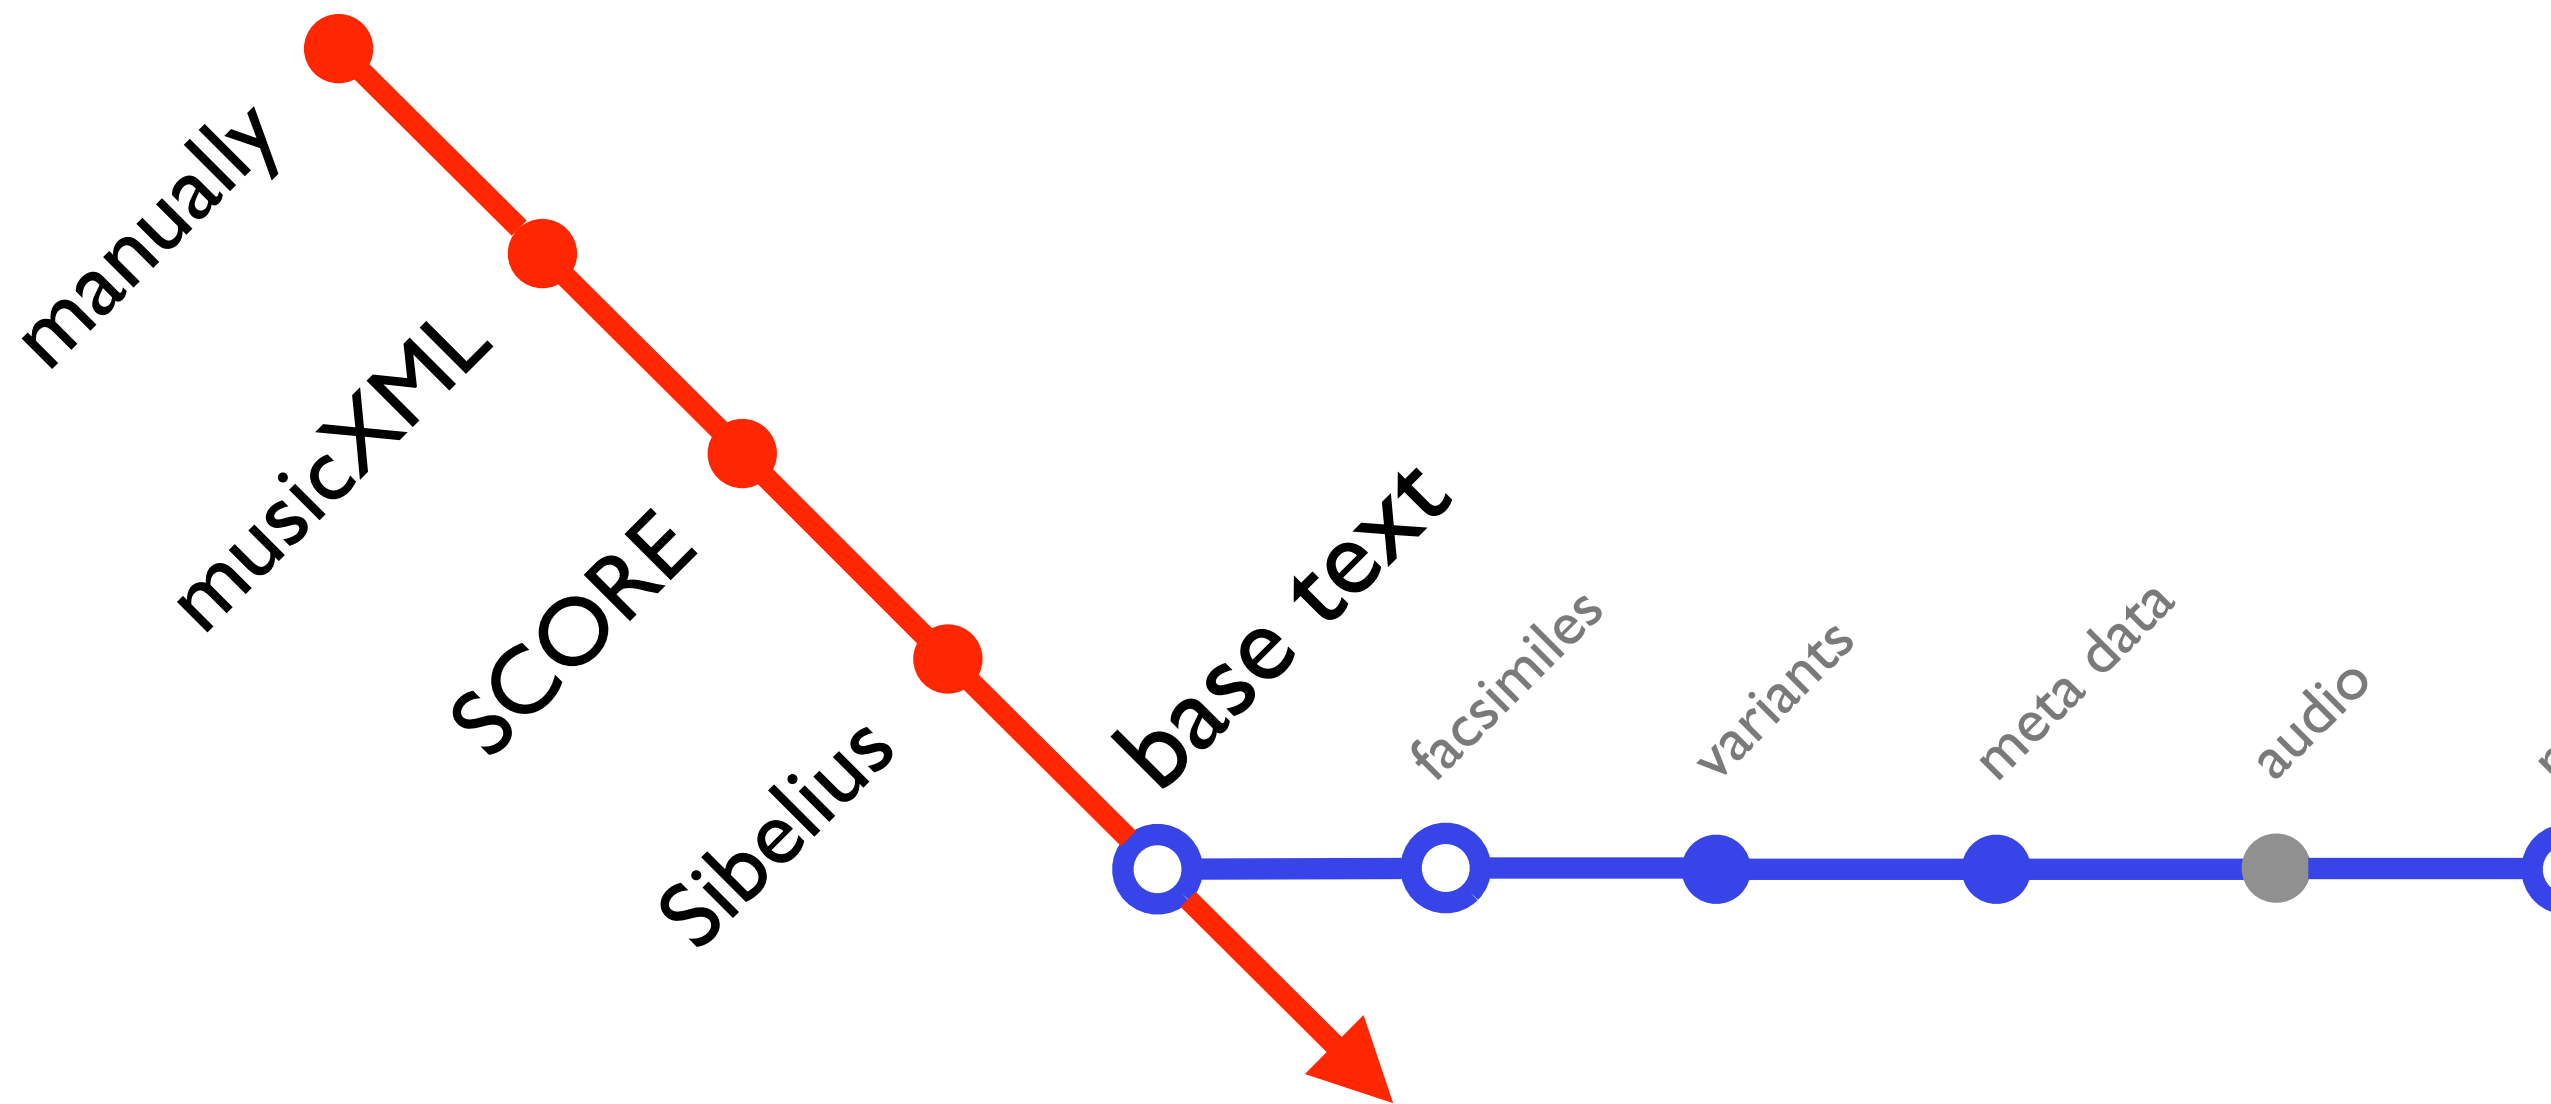 manually
musicXML
SCORE
Sibelius
base text
facsimiles
variants
meta data
audio